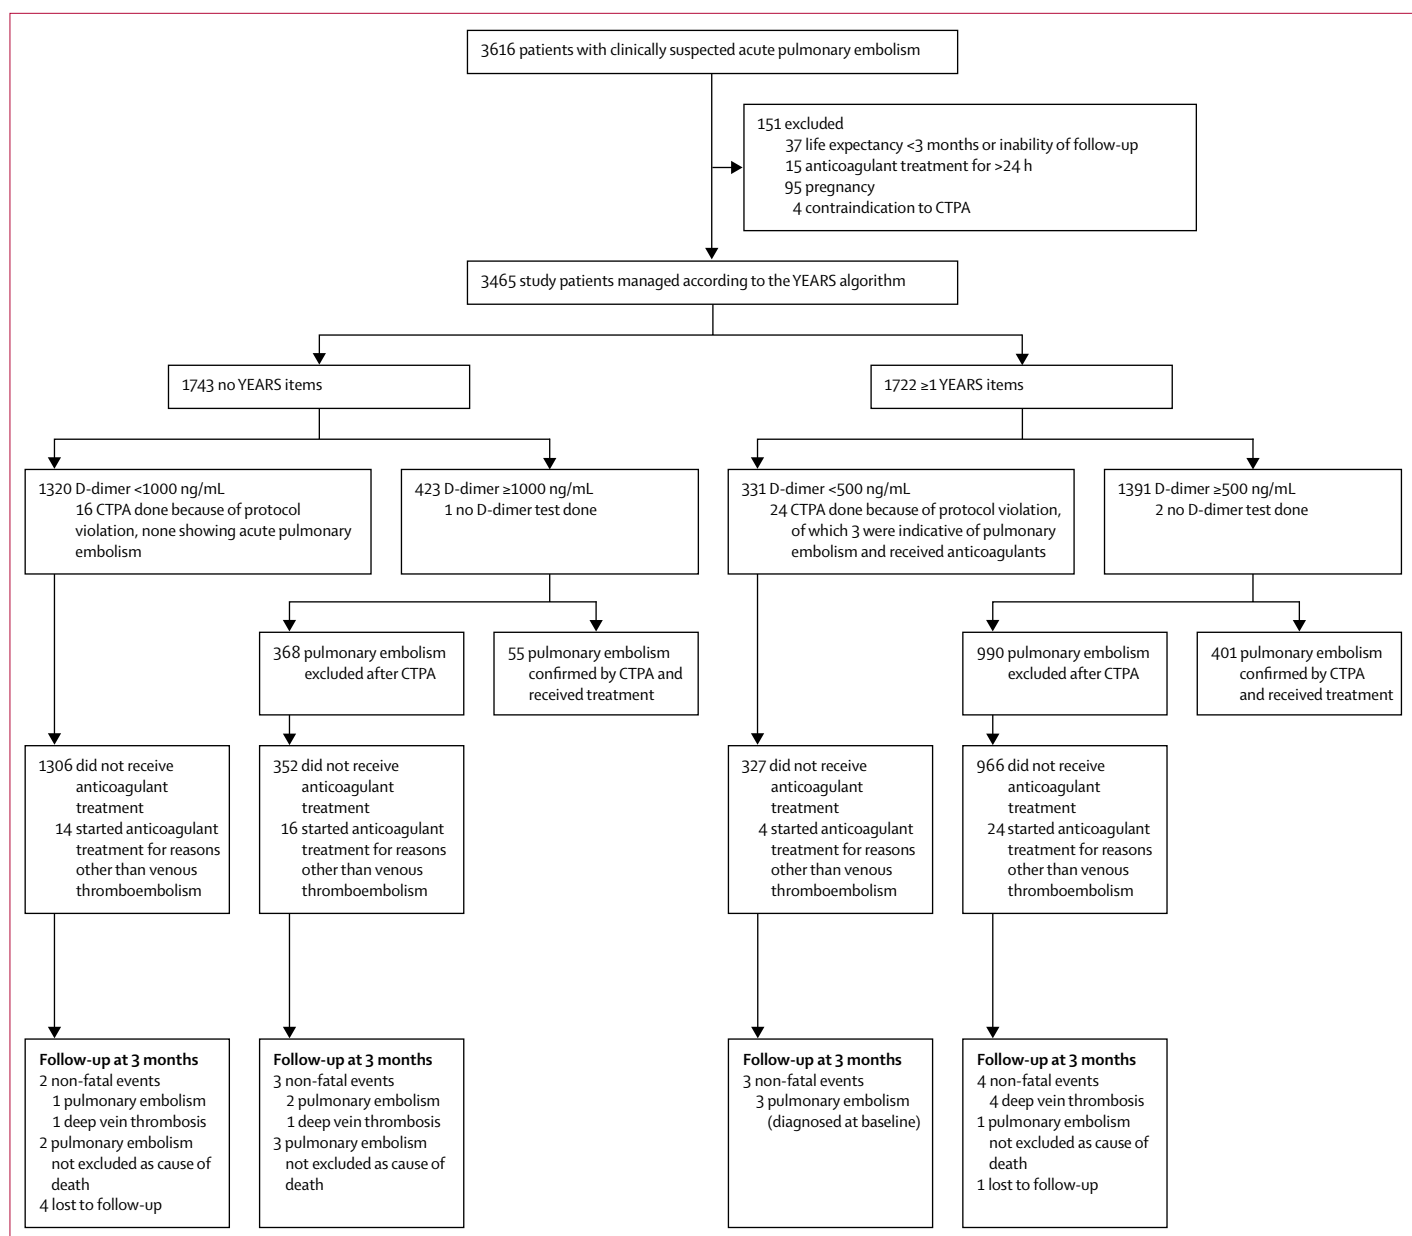 3616 patients with clinically suspected acute pulmonary embolism
151 excluded
37 life expectancy <3 months or inability of follow-up
15 anticoagulant treatment for >24 h
95 pregnancy
4 contraindication to CTPA
3465 study patients managed according to the YEARS algorithm
1743 no YEARS items
1722 ≥1 YEARS items
1320 D-dimer <1000 ng/mL
16 CTPA done because of protocol
violation, none showing acute pulmonary
embolism
423 D-dimer ≥1000 ng/mL
1 no D-dimer test done
331 D-dimer <500 ng/mL
24 CTPA done because of protocol violation,
of which 3 were indicative of pulmonary
embolism and received anticoagulants
1391 D-dimer ≥500 ng/mL
2 no D-dimer test done
368 pulmonary embolism
excluded after CTPA
55 pulmonary embolism
confirmed by CTPA and
received treatment
990 pulmonary embolism
excluded after CTPA
401 pulmonary embolism
confirmed by CTPA
and received treatment
1306 did not receive
anticoagulant
treatment
14 started anticoagulant
treatment for reasons
other than venous
thromboembolism
352 did not receive
anticoagulant
treatment
16 started anticoagulant
treatment for reasons
other than venous
thromboembolism
327 did not receive
anticoagulant
treatment
4 started anticoagulant
treatment for reasons
other than venous
thromboembolism
966 did not receive
anticoagulant
treatment
24 started anticoagulant
treatment for reasons
other than venous
thromboembolism
Follow-up at 3 months
2 non-fatal events
1 pulmonary embolism
1 deep vein thrombosis
2 pulmonary embolism
not excluded as cause of
death
4 lost to follow-up
Follow-up at 3 months
3 non-fatal events
2 pulmonary embolism
1 deep vein thrombosis
3 pulmonary embolism
not excluded as cause of
death
Follow-up at 3 months
3 non-fatal events
3 pulmonary embolism
(diagnosed at baseline)
Follow-up at 3 months
4 non-fatal events
4 deep vein thrombosis
1 pulmonary embolism
not excluded as cause of
death
1 lost to follow-up